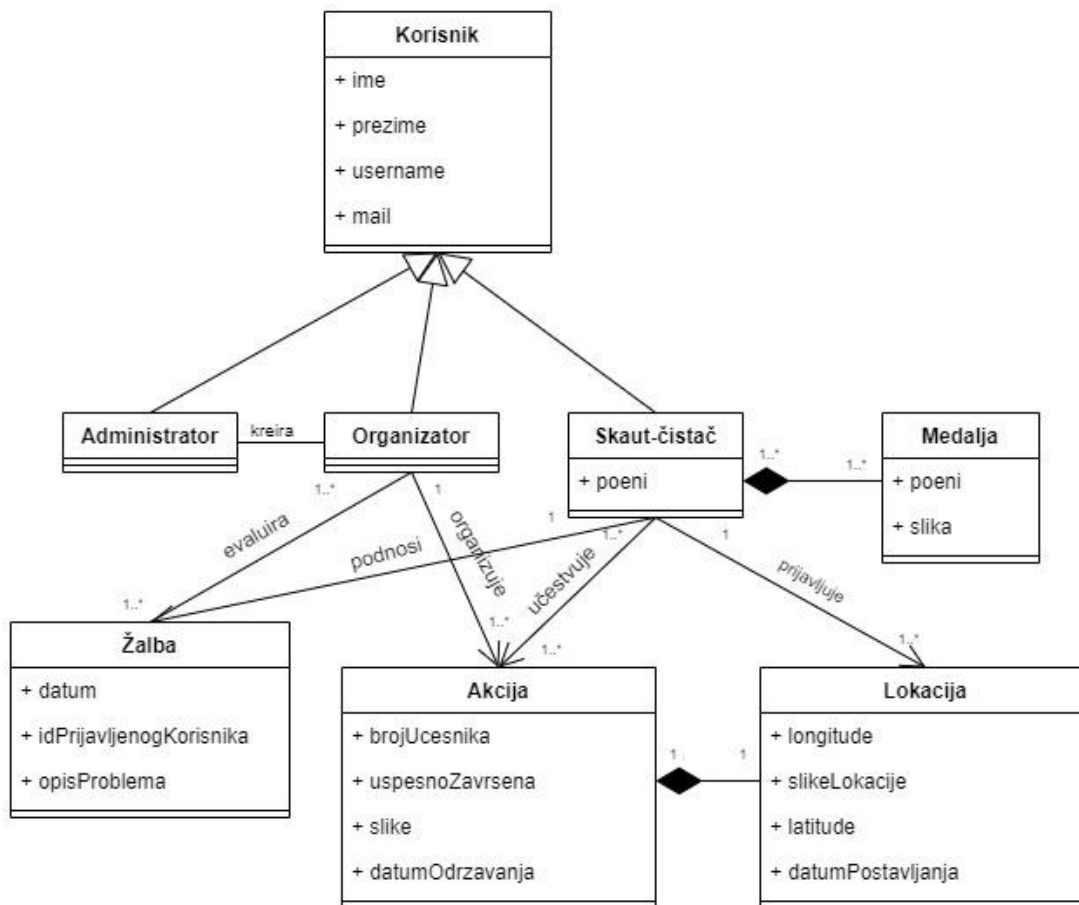 Korisnik
+ ime
+ prezime
+ username
+ mail
Administrator
kreira
Organizator
Skaut-čistač
+ poeni
1..*
1..*
Medalja
+ poeni
+ slika
1..*
1
1
1..*
1
evaluira
podnosi
organizuje
učestvuje
prijavljuje
1..*
1..*
1..*
1..*
Žalba
+ datum
+ idPrijavljenogKorisnika
+ opisProblema
Akcija
+ brojUcesnika
+ uspesnoZavrsena
+ slike
+ datumOdrzavanja
1
1
Lokacija
+ longitude
+ slikeLokacije
+ latitude
+ datumPostavljanja